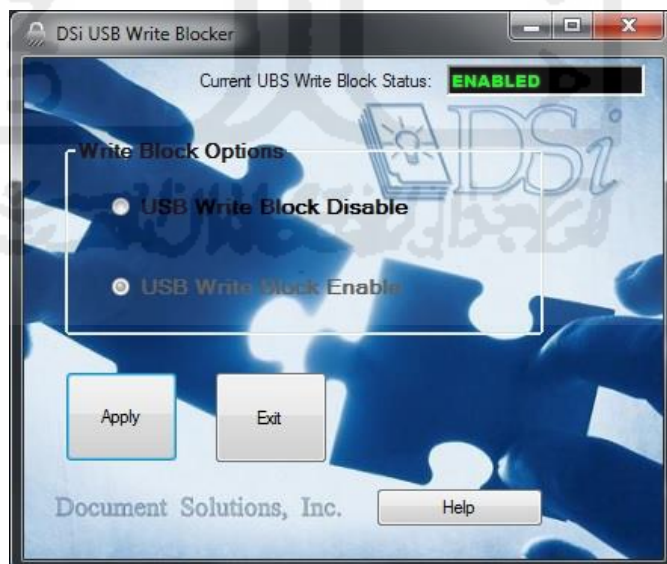 DSi USB Write Blocker
Current UBS Write Block Status: ENABLED
DSi
Write Block Options
USB Write Block Disable
USB Write Block Enable
Apply Exit
Document Solutions, Inc. Help